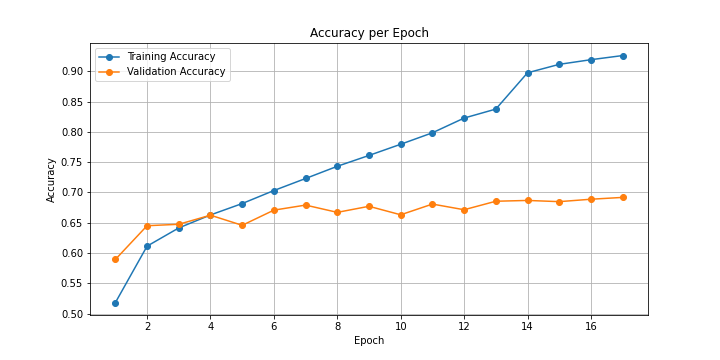 Accuracy per Epoch
Training Accuracy
Validation Accuracy
0.90
0.85
0.80
0.75
0.70
0.65
0.60
0.55
0.50
Accuracy
2 4 6 8 10 12 14 16
Epoch